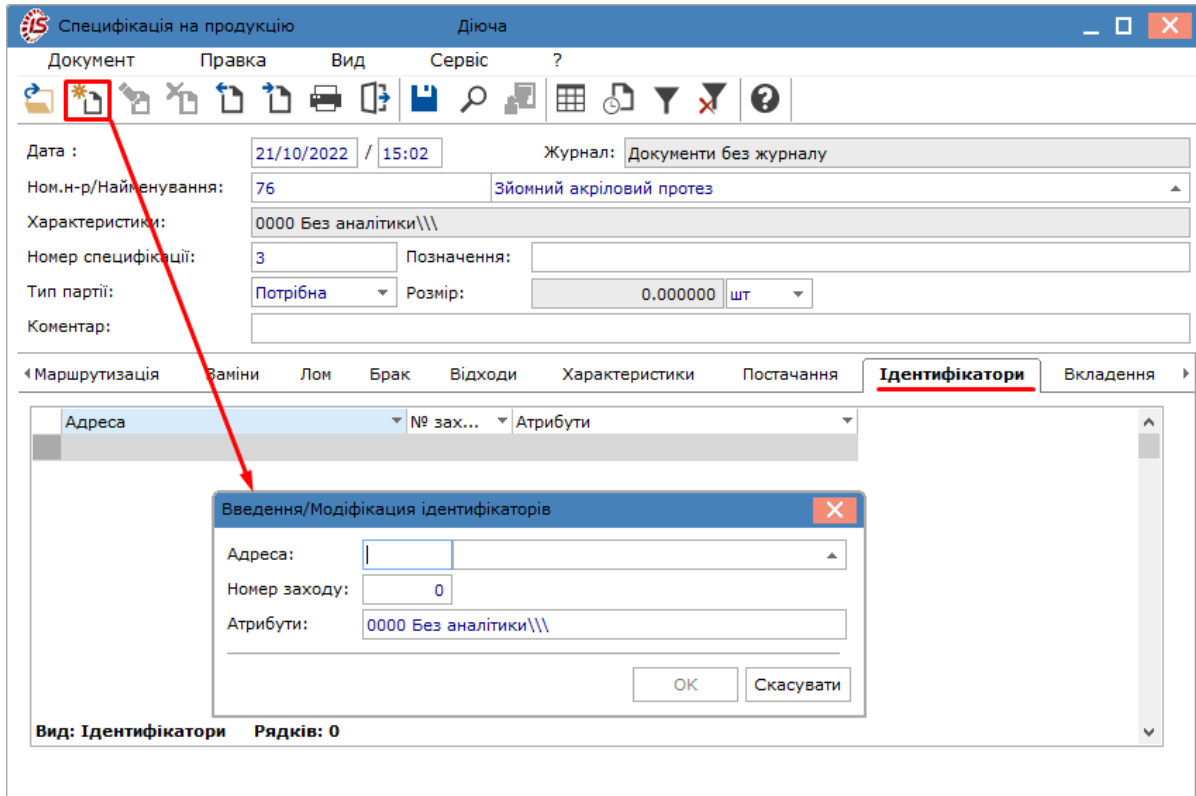 Специфікація на продукцію Діюча
Документ Правка Вид Сервіс ?
Дата : 21/10/2022 / 15:02 Журнал: Документи без журналу
Ном.н-р/Найменування: 76 Зйомний акріловий протез
Характеристики: 0000 Без аналітики\\\
Номер специфікації: 3 Позначення:
Тип партії: Потрібна Розмір: 0.000000 шт
Коментар:
Маршрутизація Заміни Лом Брак Відходи Характеристики Постачання Ідентифікатори Вкладення
Адреса № зах... Атрибути
Введення/Модіфікация ідентифікаторів
Адреса:
Номер заходу: 0
Атрибути: 0000 Без аналітики\\\
OK Скасувати
Вид: Ідентифікатори Рядків: 0